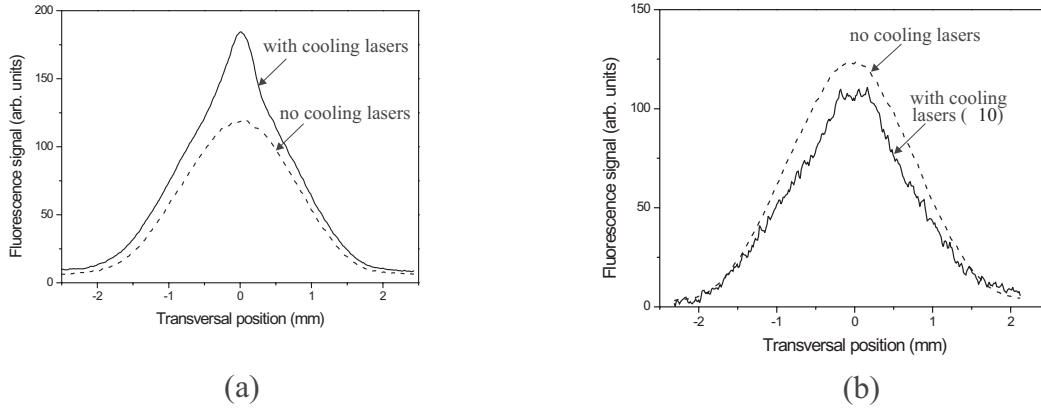 200
150
100
50
0
-2
-1
0
1
2
Fluorescence signal (arb. units)
Transversal position (mm)
with cooling lasers
no cooling lasers
(a)
150
100
50
0
-2
-1
0
1
2
Fluorescence signal (arb. units)
Transversal position (mm)
no cooling lasers
with cooling
lasers ( 10)
(b)